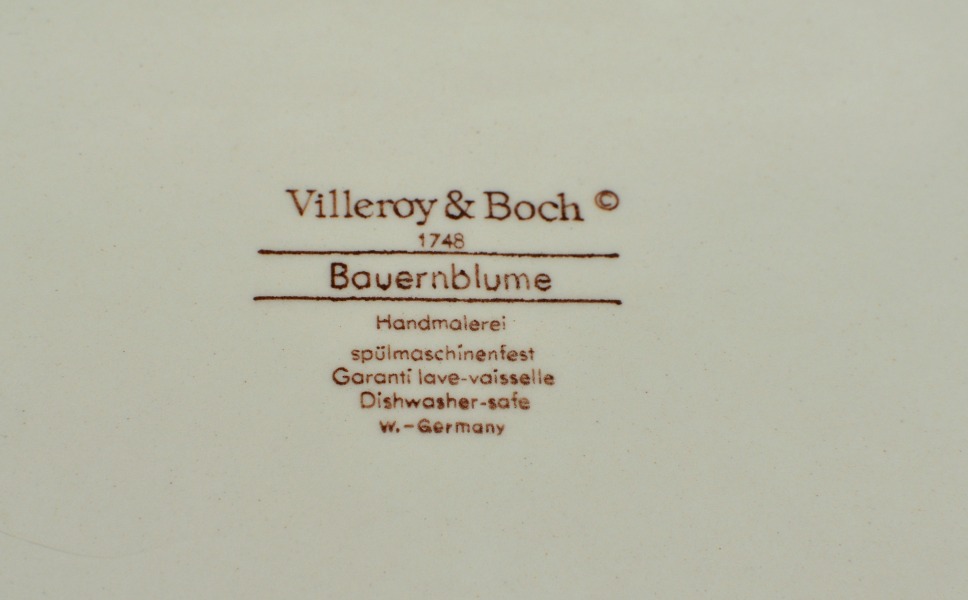 Villeroy & Boch ©
1748
Bauernblume
Handmalerei
spülmaschinenfest
Garanti lave-vaisselle
Dishwasher-safe
W.-Germany